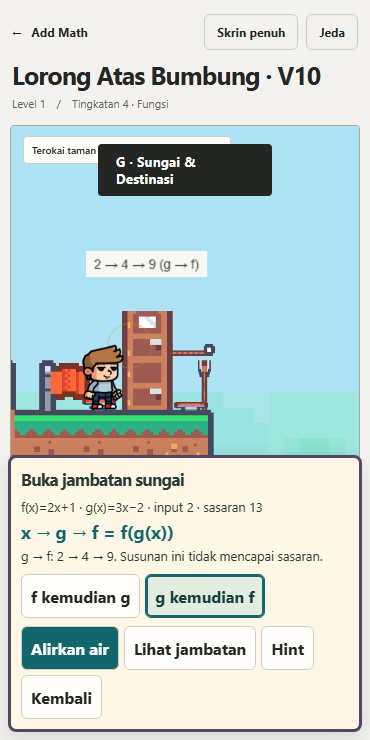 ← Add Math
Skrin penuh
Jeda
Lorong Atas Bumbung · V10
Level 1 / Tingkatan 4 · Fungsi
Terokai taman
G · Sungai &
Destinasi
2 → 4 → 9 (g → f)
Buka jambatan sungai
f(x)=2x+1 · g(x)=3x−2 · input 2 · sasaran 13
x → g → f = f(g(x))
g → f: 2 → 4 → 9. Susunan ini tidak mencapai sasaran.
f kemudian g
g kemudian f
Alirkan air
Lihat jambatan
Hint
Kembali